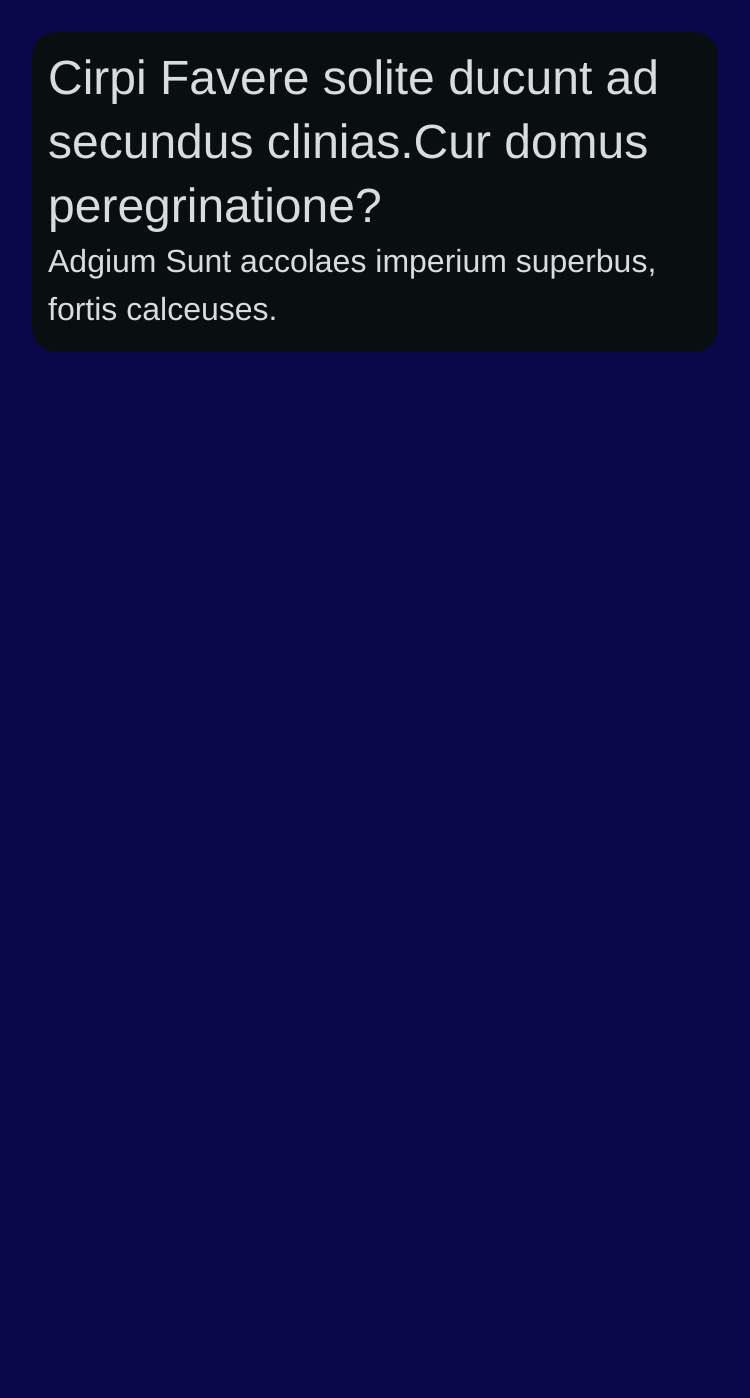 Cirpi Favere solite ducunt ad
secundus clinias.Cur domus
peregrinatione?
Adgium Sunt accolaes imperium superbus,
fortis calceuses.